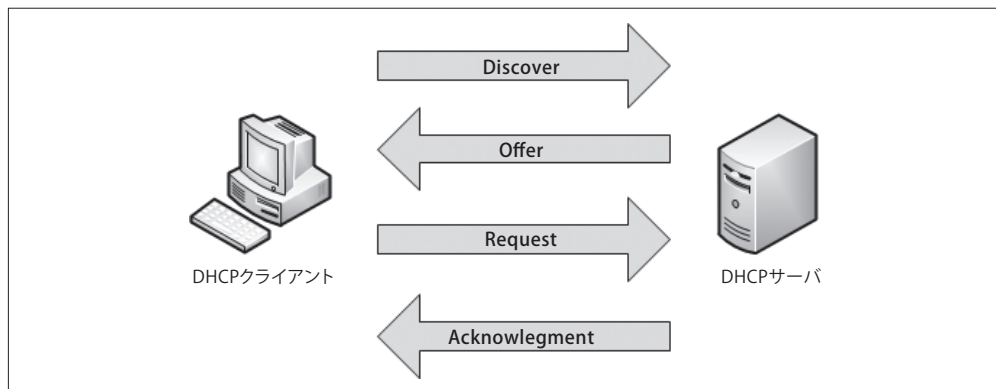 Discover
Offer
Request
DHCPクライアント
DHCPサーバ
Acknowlegment